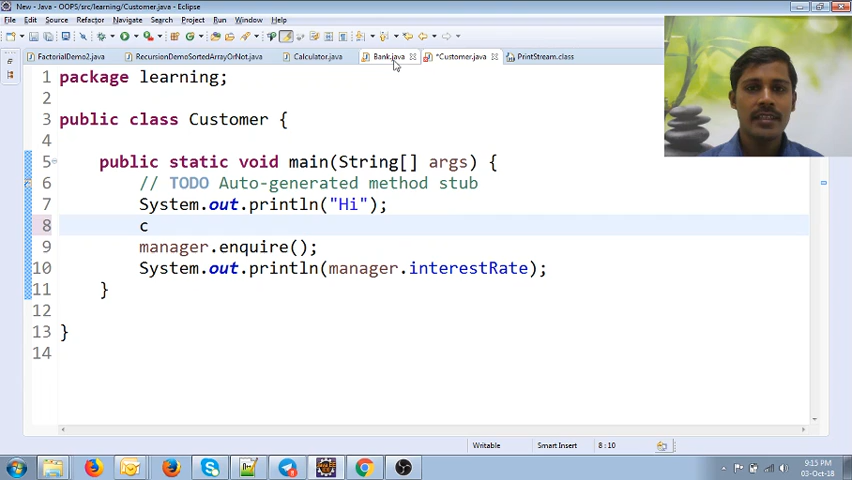 New - Java - OOPS/src/learning/Customer.java - Eclipse
File Edit Source Refactor Navigate Search Project Run Window Help
FactorialDemo2.java RecursionDemoSortedArrayOrNot.java Calculator.java Bank.java *Customer.java PrintStream.class
1 package learning;
2
3 public class Customer {
4
5 public static void main(String[] args) {
6 // TODO Auto-generated method stub
7 System.out.println("Hi");
8 c
9 manager.enquire();
10 System.out.println(manager.interestRate);
11 }
12
13 }
14
Writable Smart Insert 8 : 10
9:15 PM
03-Oct-18